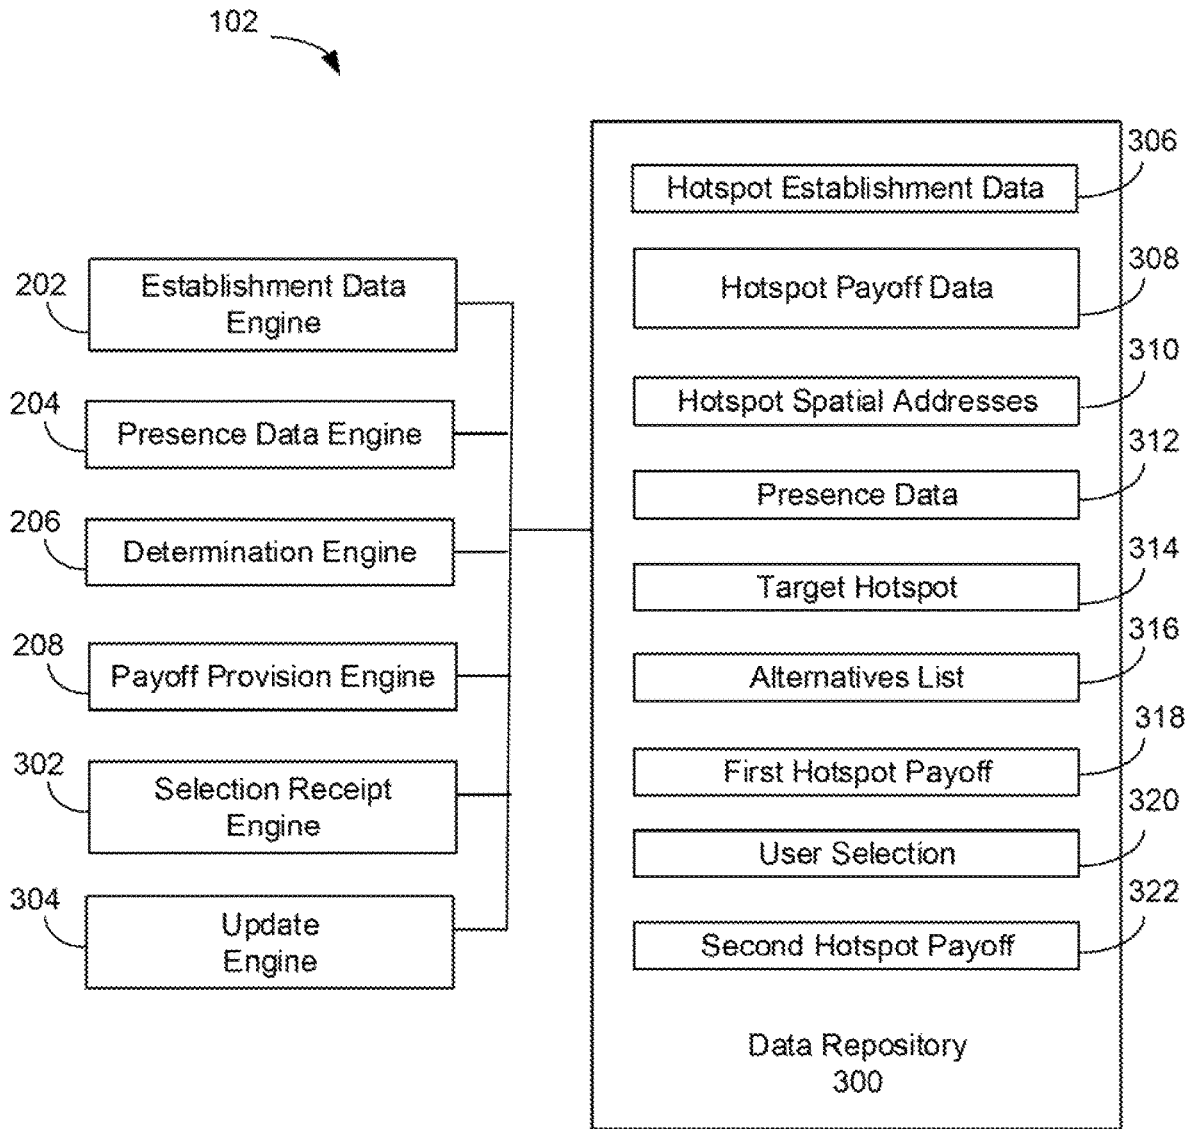 102
202
Establishment Data
Engine
204
Presence Data Engine
206
Determination Engine
208
Payoff Provision Engine
302
Selection Receipt
Engine
304
Update
Engine
306
Hotspot Establishment Data
308
Hotspot Payoff Data
310
Hotspot Spatial Addresses
312
Presence Data
314
Target Hotspot
316
Alternatives List
318
First Hotspot Payoff
320
User Selection
322
Second Hotspot Payoff
Data Repository
300